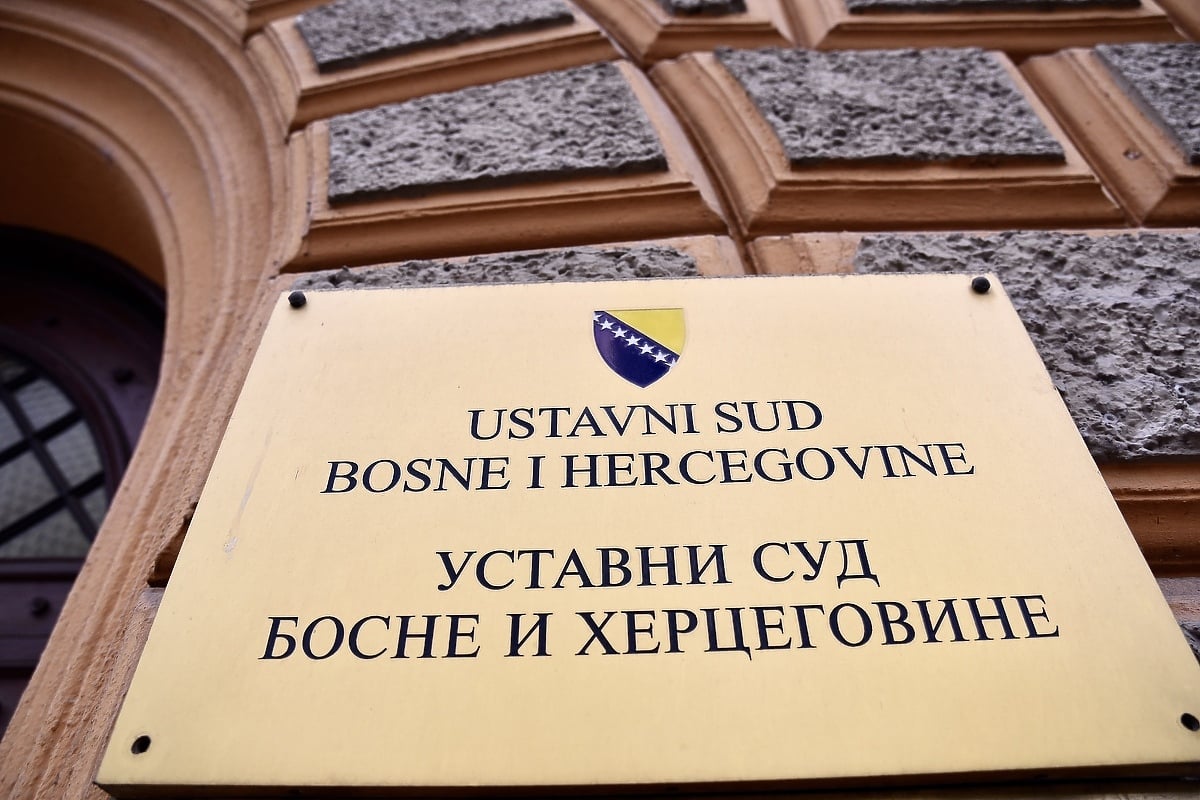 USTAVNI SUD
BOSNE I HERCEGOVINE
УСТАВНИ СУД
БОСНЕ И ХЕРЦЕГОВИНЕ